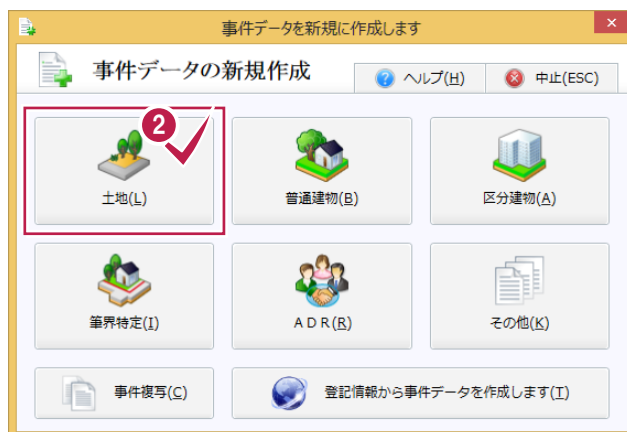 事件データを新規に作成します
×
事件データの新規作成
ヘルプ(H)
中止(ESC)
2
土地(L)
普通建物(B)
区分建物(A)
筆界特定(I)
ＡＤＲ(R)
その他(K)
事件複写(C)
登記情報から事件データを作成します(T)